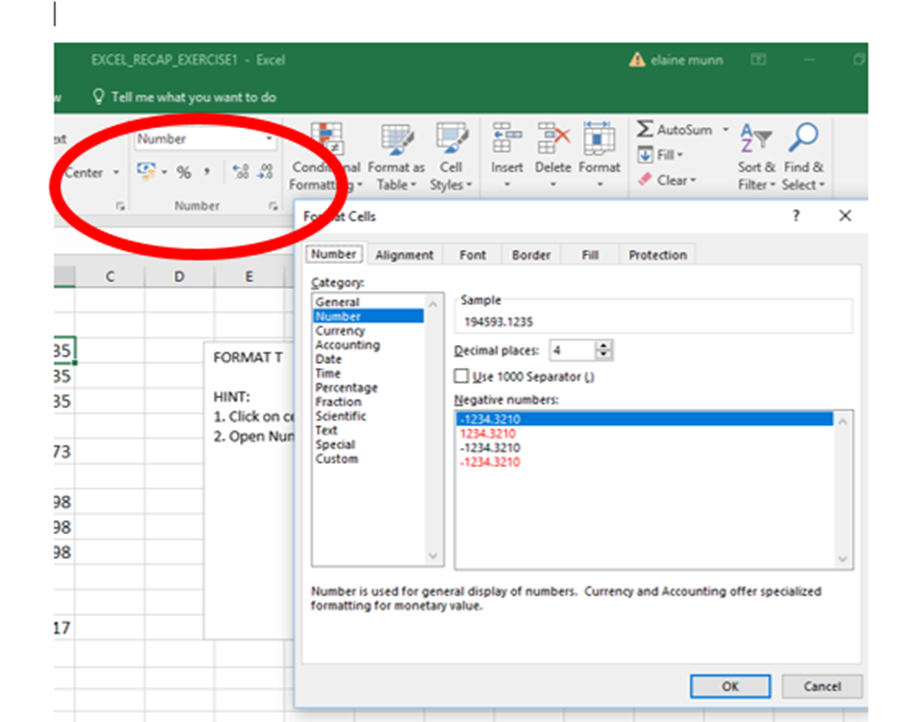 EXCEL_RECAP_EXERCISE1 - Excel
elaine munn
Tell me what you want to do
Number
AutoSum
Center
%
,
Conditional
Format as
Cell
Insert
Delete
Format
Fill
Sort &
Find &
Formatting
Table
Styles
Clear
Filter
Select
Number
Format Cells
?
Number
Alignment
Font
Border
Fill
Protection
C
D
E
35
35
35
73
98
98
98
17
FORMAT T
HINT:
1. Click on ce
2. Open Num
Category:
General
Number
Currency
Accounting
Date
Time
Percentage
Fraction
Scientific
Text
Special
Custom
Sample
194593.1235
Decimal places: 4
Use 1000 Separator (,)
Negative numbers:
-1234.3210
1234.3210
-1234.3210
-1234.3210
Number is used for general display of numbers. Currency and Accounting offer specialized
formatting for monetary value.
OK
Cancel